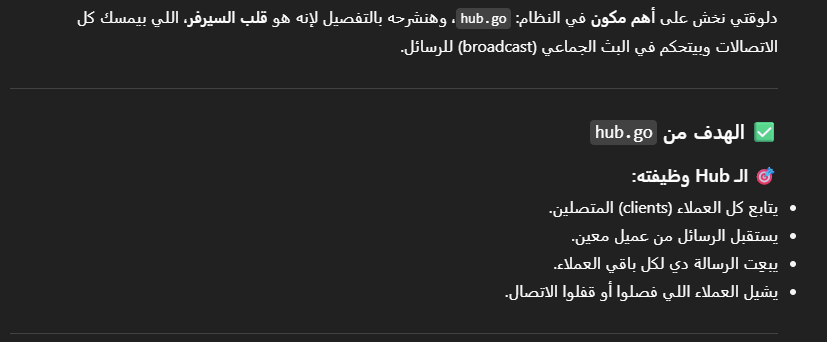 دلوقتي نخش على أهم مكون في النظام: hub.go، وهنشرحه بالتفصيل لإنه هو قلب السيرفر، اللي بيمسك كل
الاتصالات وبيتحكم في البث الجماعي (broadcast) للرسائل.
✅ الهدف من hub.go
🎯 الـ Hub وظيفته:
• يتابع كل العملاء (clients) المتصلين.
• يستقبل الرسائل من عميل معين.
• يبعِت الرسالة دي لكل باقي العملاء.
• يشيل العملاء اللي فصلوا أو قفلوا الاتصال.